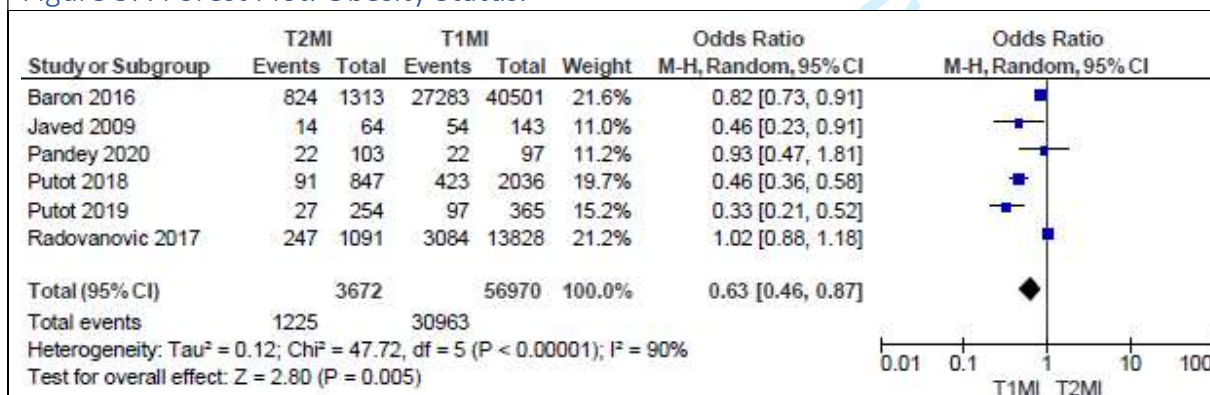 T2MI T1MI Odds Ratio Odds Ratio
Study or Subgroup Events Total Events Total Weight M-H, Random, 95% CI M-H, Random, 95% CI
Baron 2016 824 1313 27283 40501 21.6% 0.82 [0.73, 0.91]
Javed 2009 14 64 54 143 11.0% 0.46 [0.23, 0.91]
Pandey 2020 22 103 22 97 11.2% 0.93 [0.47, 1.81]
Putot 2018 91 847 423 2036 19.7% 0.46 [0.36, 0.58]
Putot 2019 27 254 97 365 15.2% 0.33 [0.21, 0.52]
Radovanovic 2017 247 1091 3084 13828 21.2% 1.02 [0.88, 1.18]
Total (95% CI) 3672 56970 100.0% 0.63 [0.46, 0.87]
Total events 1225 30963
Heterogeneity: Tau² = 0.12; Chi² = 47.72, df = 5 (P < 0.00001); I² = 90%
Test for overall effect: Z = 2.80 (P = 0.005)
0.01 0.1 1 10 100
T1MI T2MI